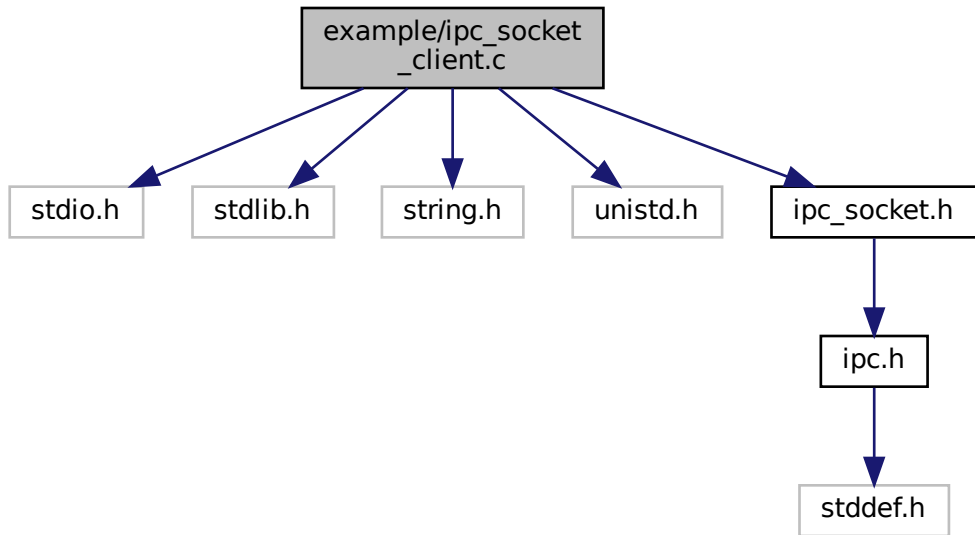 example/ipc_socket
_client.c
stdio.h
stdlib.h
string.h
unistd.h
ipc_socket.h
ipc.h
stddef.h